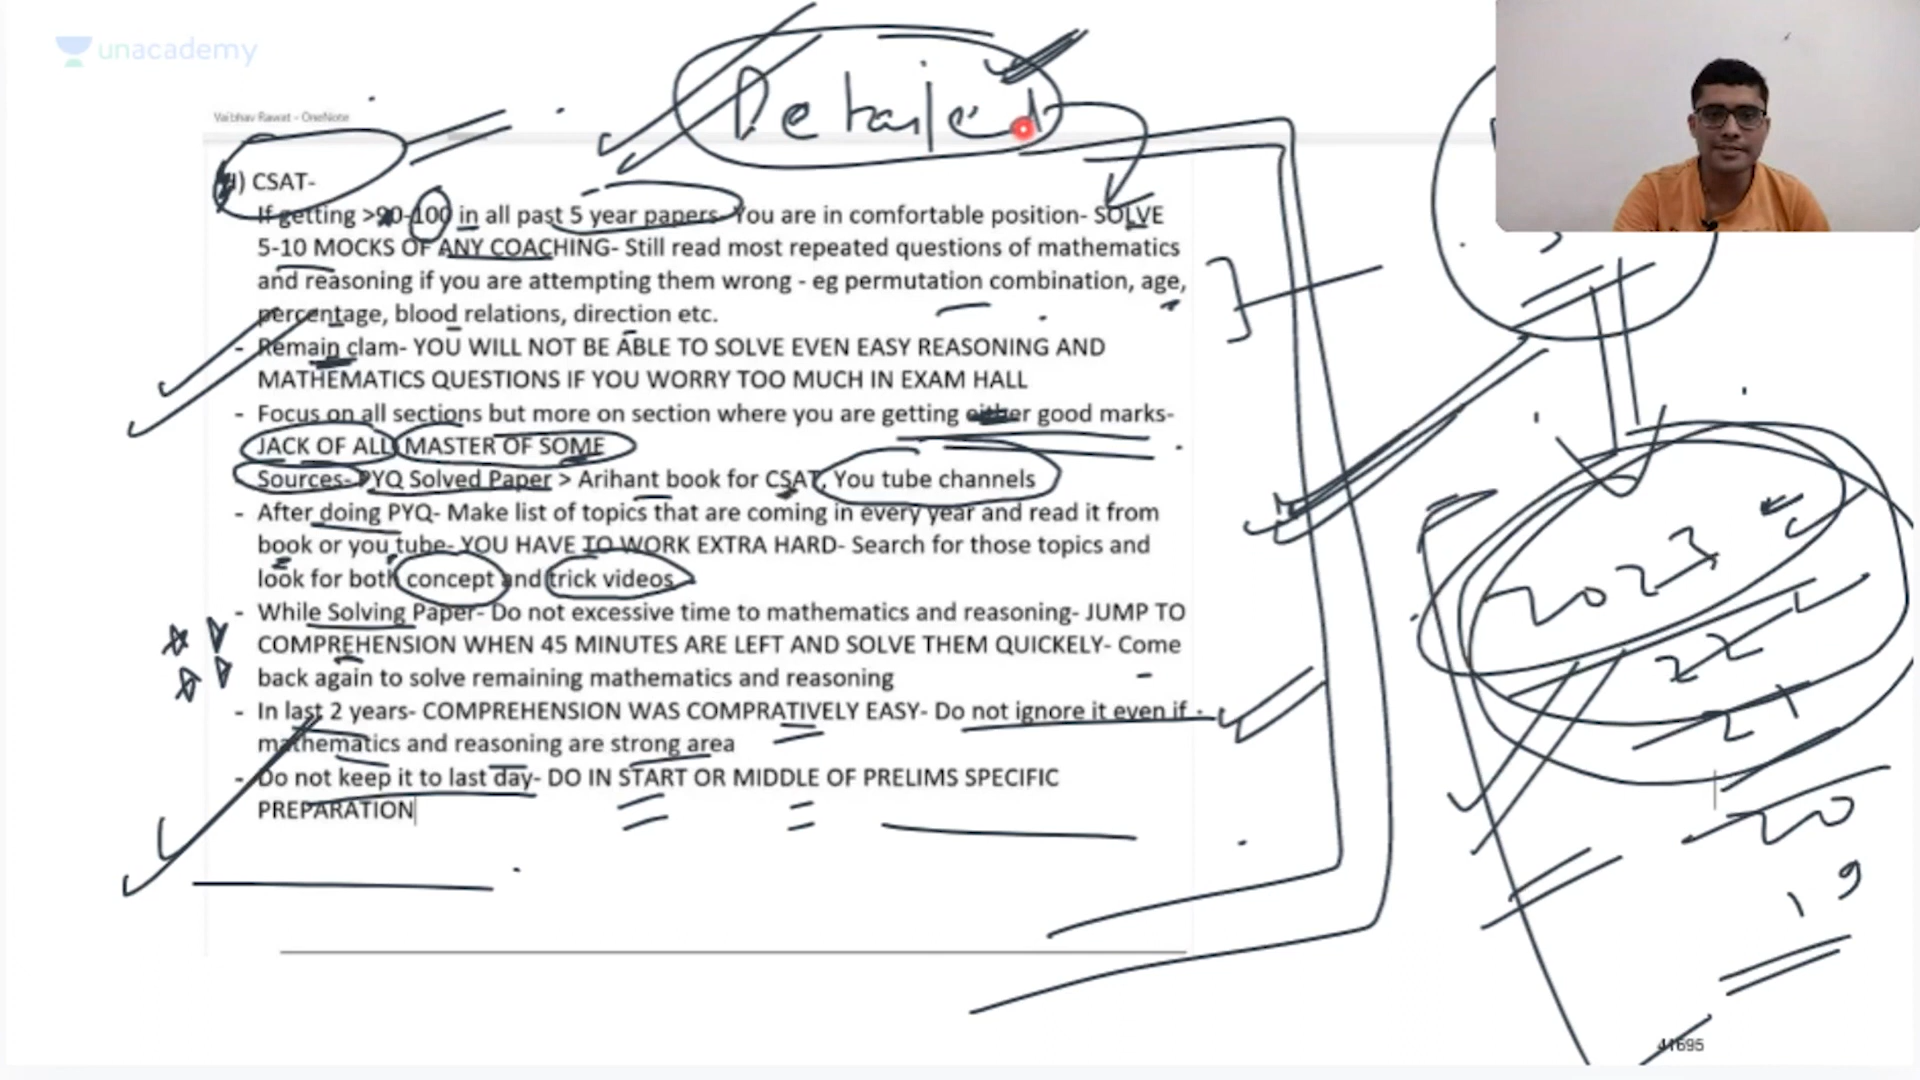 unacademy
Vaibhav Rawat - OneNote
Detailed
CSAT-
If getting >90-100 in all past 5 year papers- You are in comfortable position- SOLVE
5-10 MOCKS OF ANY COACHING- Still read most repeated questions of mathematics
and reasoning if you are attempting them wrong - eg permutation combination, age,
percentage, blood relations, direction etc.
- Remain clam- YOU WILL NOT BE ABLE TO SOLVE EVEN EASY REASONING AND
MATHEMATICS QUESTIONS IF YOU WORRY TOO MUCH IN EXAM HALL
- Focus on all sections but more on section where you are getting either good marks-
JACK OF ALL MASTER OF SOME
Sources- PYQ Solved Paper > Arihant book for CSAT, You tube channels
- After doing PYQ- Make list of topics that are coming in every year and read it from
book or you tube- YOU HAVE TO WORK EXTRA HARD- Search for those topics and
look for both concept and trick videos
- While Solving Paper- Do not excessive time to mathematics and reasoning- JUMP TO
COMPREHENSION WHEN 45 MINUTES ARE LEFT AND SOLVE THEM QUICKELY- Come
back again to solve remaining mathematics and reasoning
- In last 2 years- COMPREHENSION WAS COMPRATIVELY EASY- Do not ignore it even if -
mathematics and reasoning are strong area
- Do not keep it to last day- DO IN START OR MIDDLE OF PRELIMS SPECIFIC
PREPARATION
2023
22
21
20
19
41695